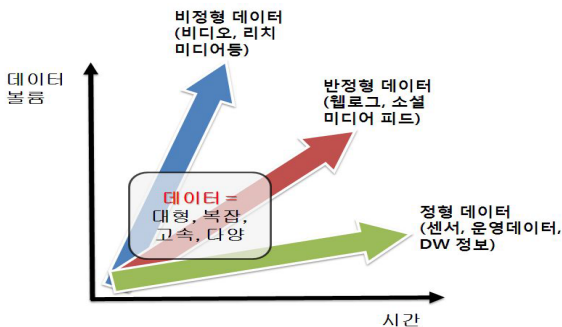 비정형 데이터
(비디오, 리치
미디어등)
데이터
볼륨
반정형 데이터
(웹로그, 소셜
미디어 피드)
데이터 =
대형, 복잡,
고속, 다양
정형 데이터
(센서, 운영데이터,
DW 정보)
시간